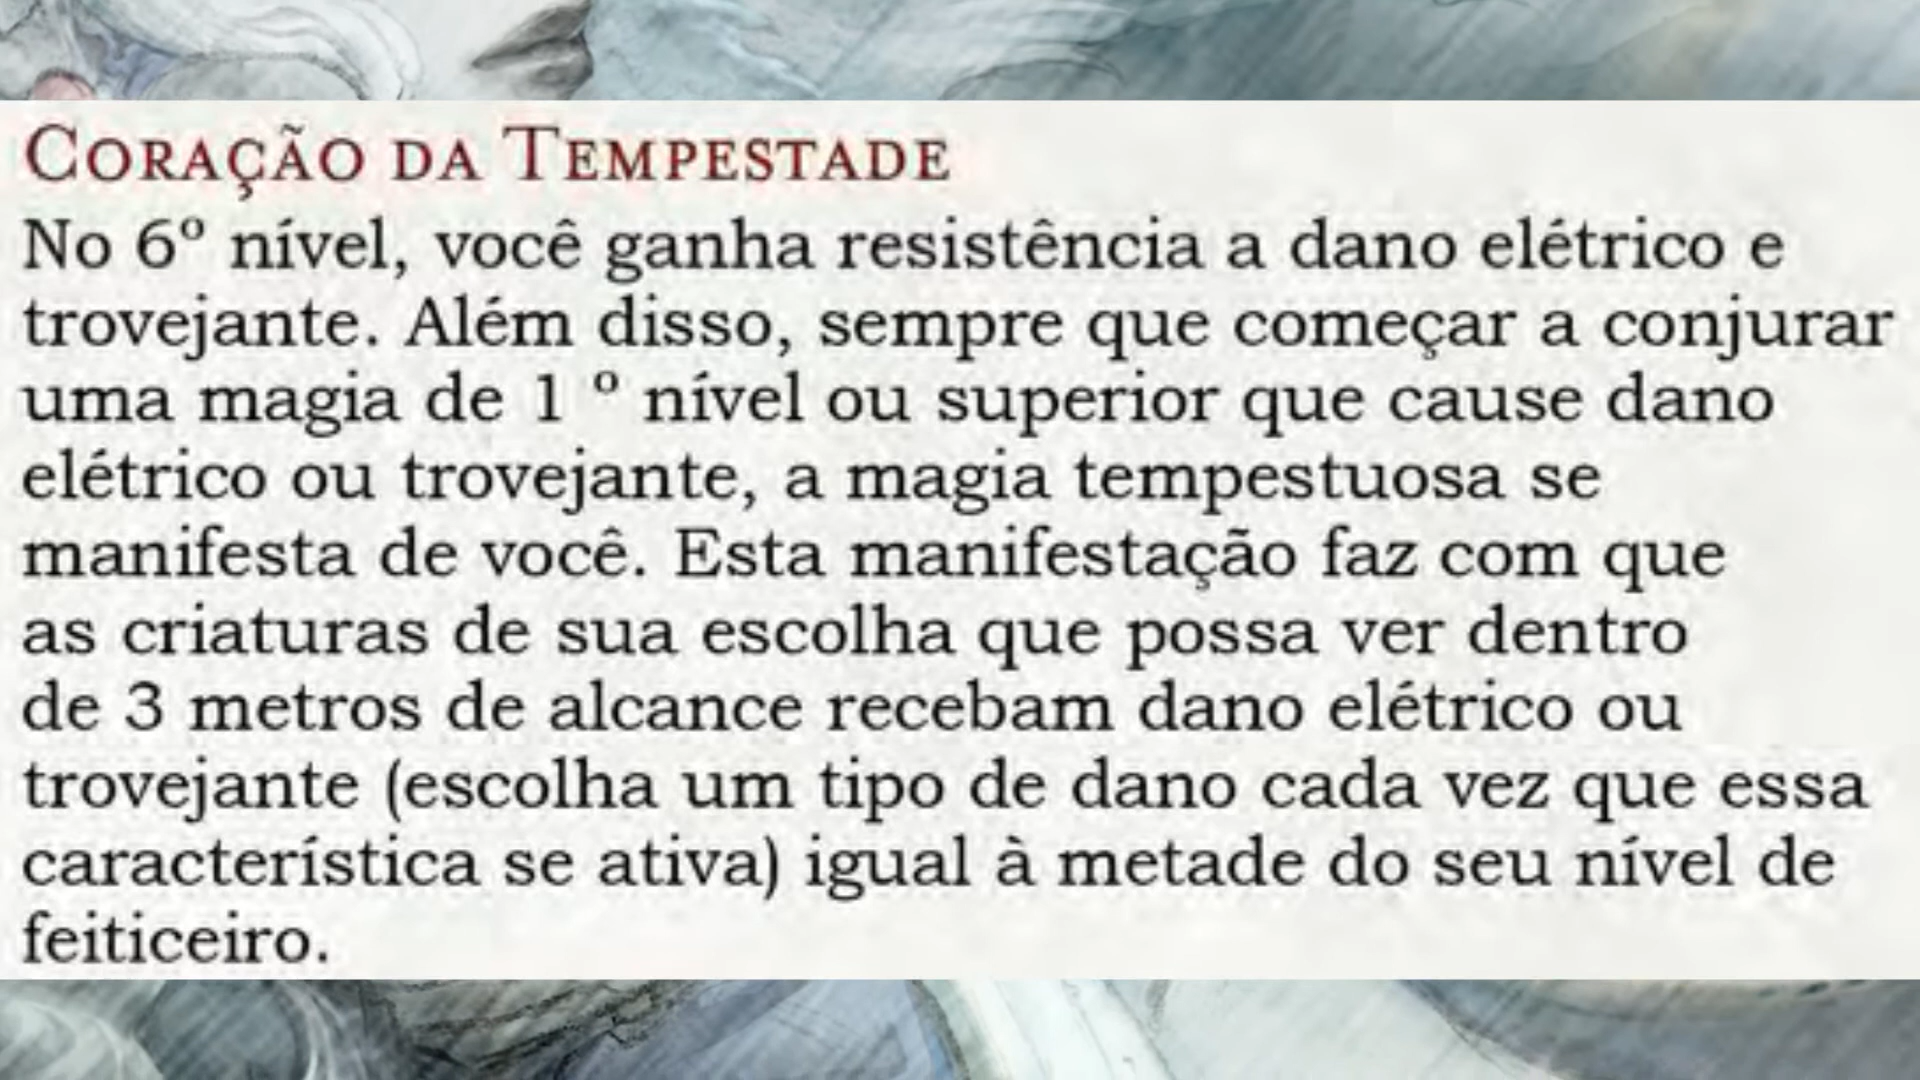 Coração da Tempestade
No 6º nível, você ganha resistência a dano elétrico e
trovejante. Além disso, sempre que começar a conjurar
uma magia de 1 º nível ou superior que cause dano
elétrico ou trovejante, a magia tempestuosa se
manifesta de você. Esta manifestação faz com que
as criaturas de sua escolha que possa ver dentro
de 3 metros de alcance recebam dano elétrico ou
trovejante (escolha um tipo de dano cada vez que essa
característica se ativa) igual à metade do seu nível de
feiticeiro.